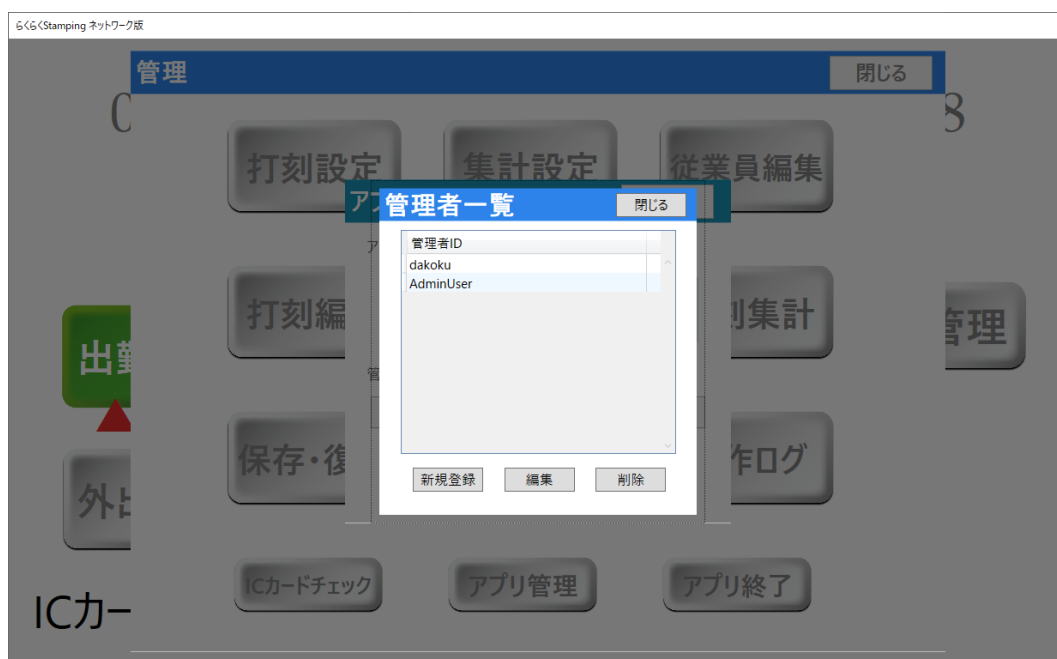 らくらくStamping ネットワーク版
管理
閉じる
0
8
打刻設定
集計設定
従業員編集
管理者一覧
閉じる
管理者ID
dakoku
AdminUser
打刻編
刻集計
管理
出勤
保存・復
作ログ
外出
新規登録
編集
削除
ICカードチェック
アプリ管理
アプリ終了
ICカー